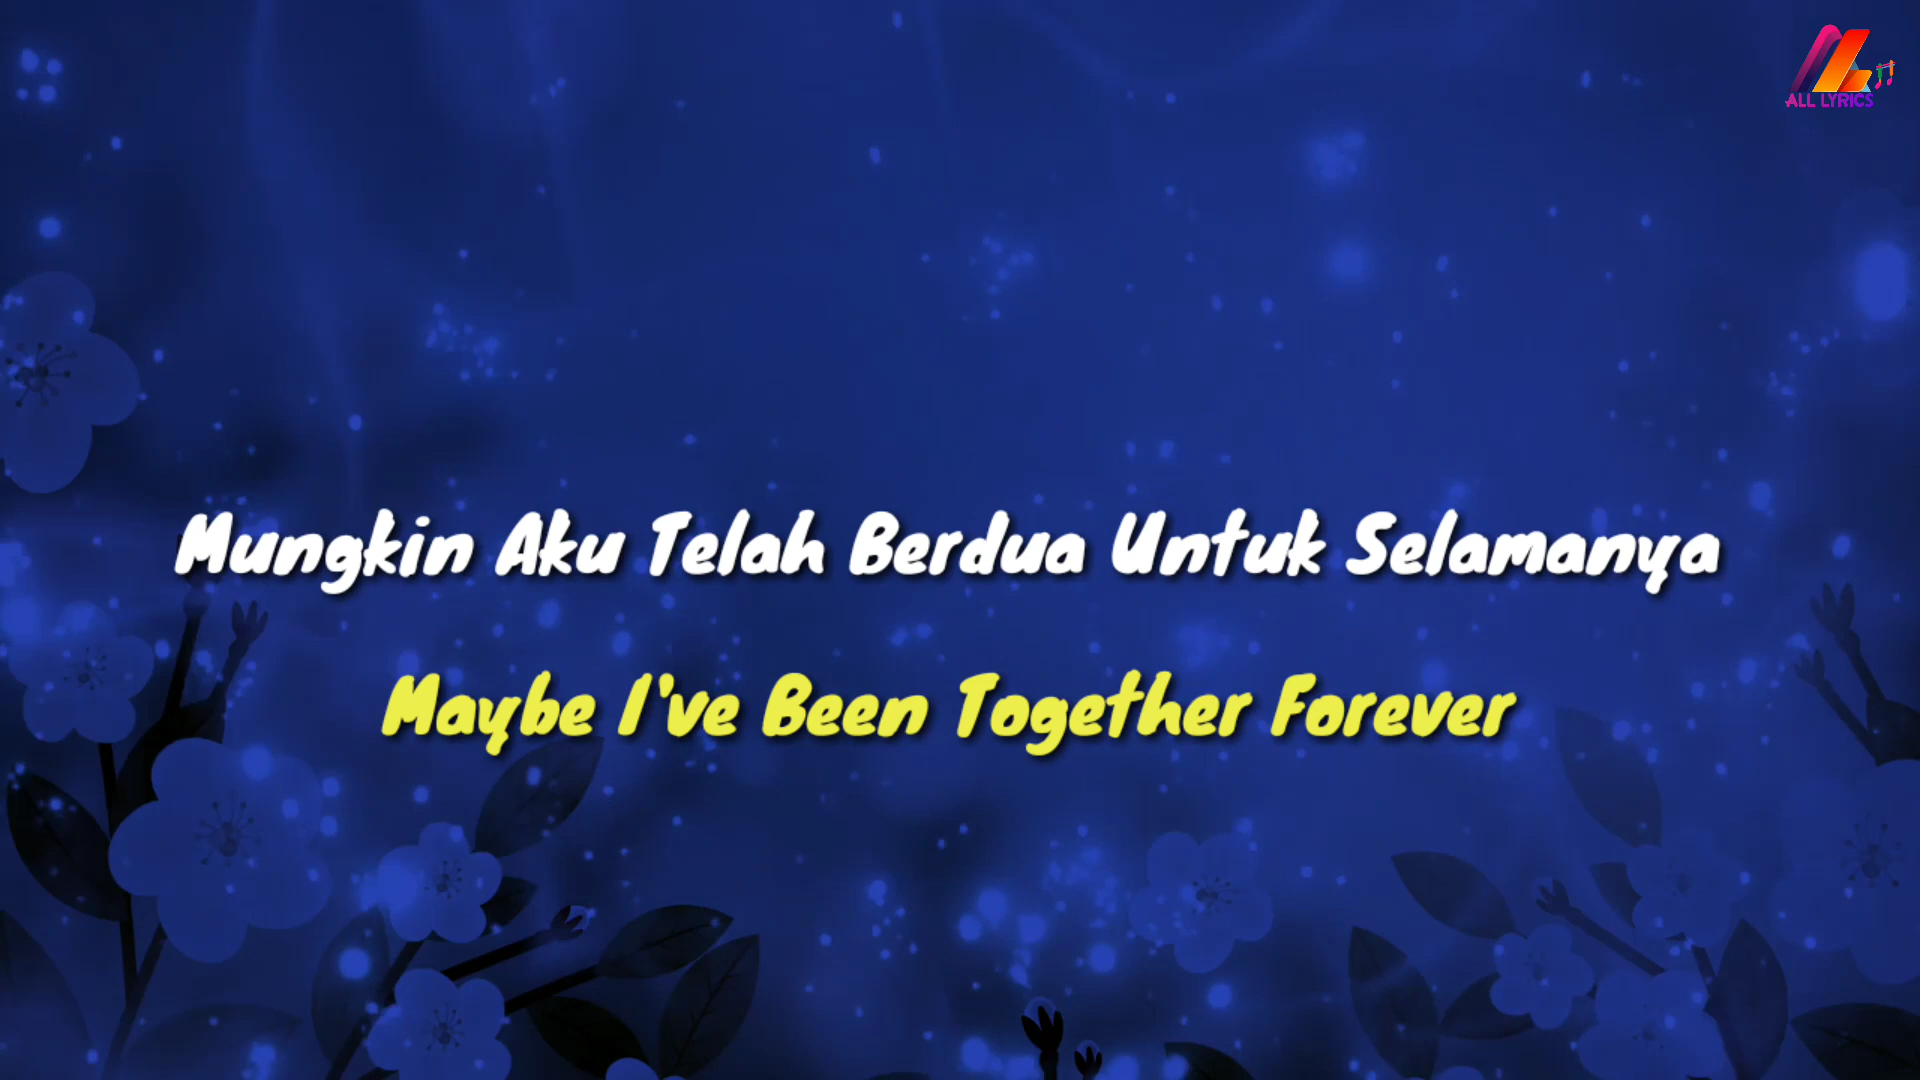 ALL LYRICS
Mungkin Aku Telah Berdua Untuk Selamanya
Maybe I've Been Together Forever